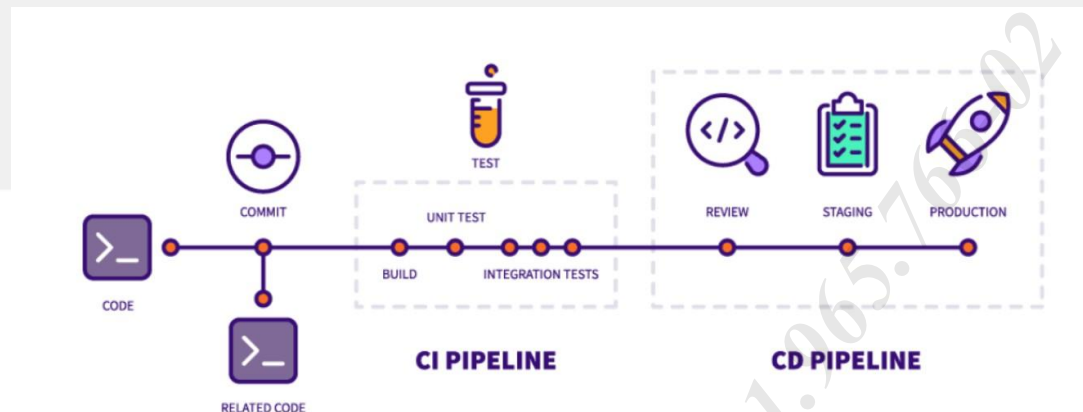 TEST
COMMIT
REVIEW
STAGING
PRODUCTION
UNIT TEST
BUILD
INTEGRATION TESTS
CODE
CI PIPELINE
CD PIPELINE
RELATED CODE